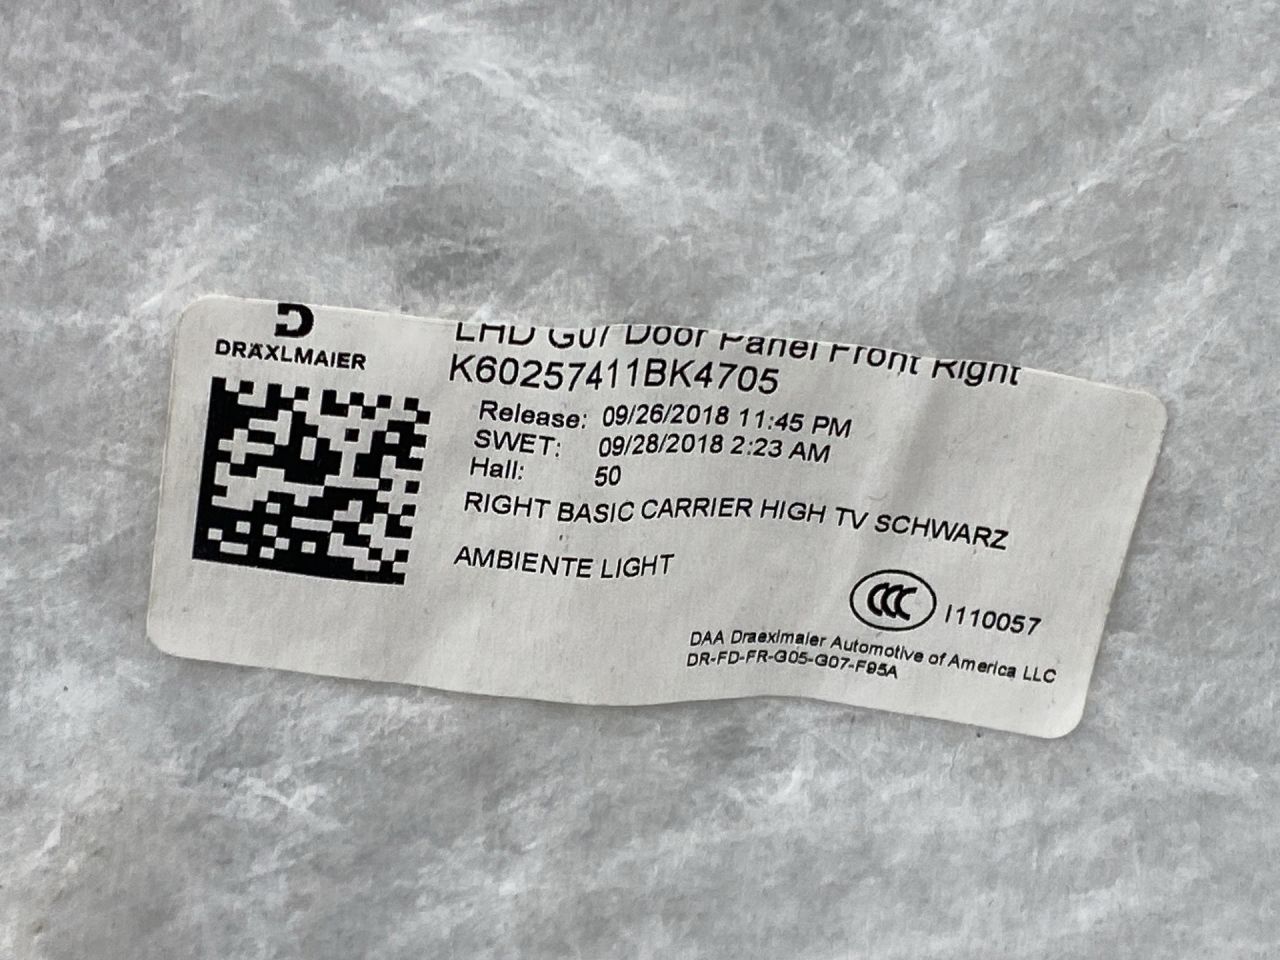 DRÄXLMAIER
LHD G07 Door Panel Front Right
K60257411BK4705
Release: 09/26/2018 11:45 PM
SWET: 09/28/2018 2:23 AM
Hall: 50
RIGHT BASIC CARRIER HIGH TV SCHWARZ
AMBIENTE LIGHT
CCC I110057
DAA Draexlmaier Automotive of America LLC
DR-FD-FR-G05-G07-F95A